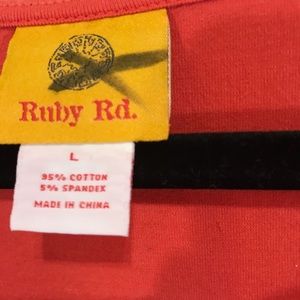 Ruby Rd.
L
95% COTTON
5% SPANDEX
MADE IN CHINA